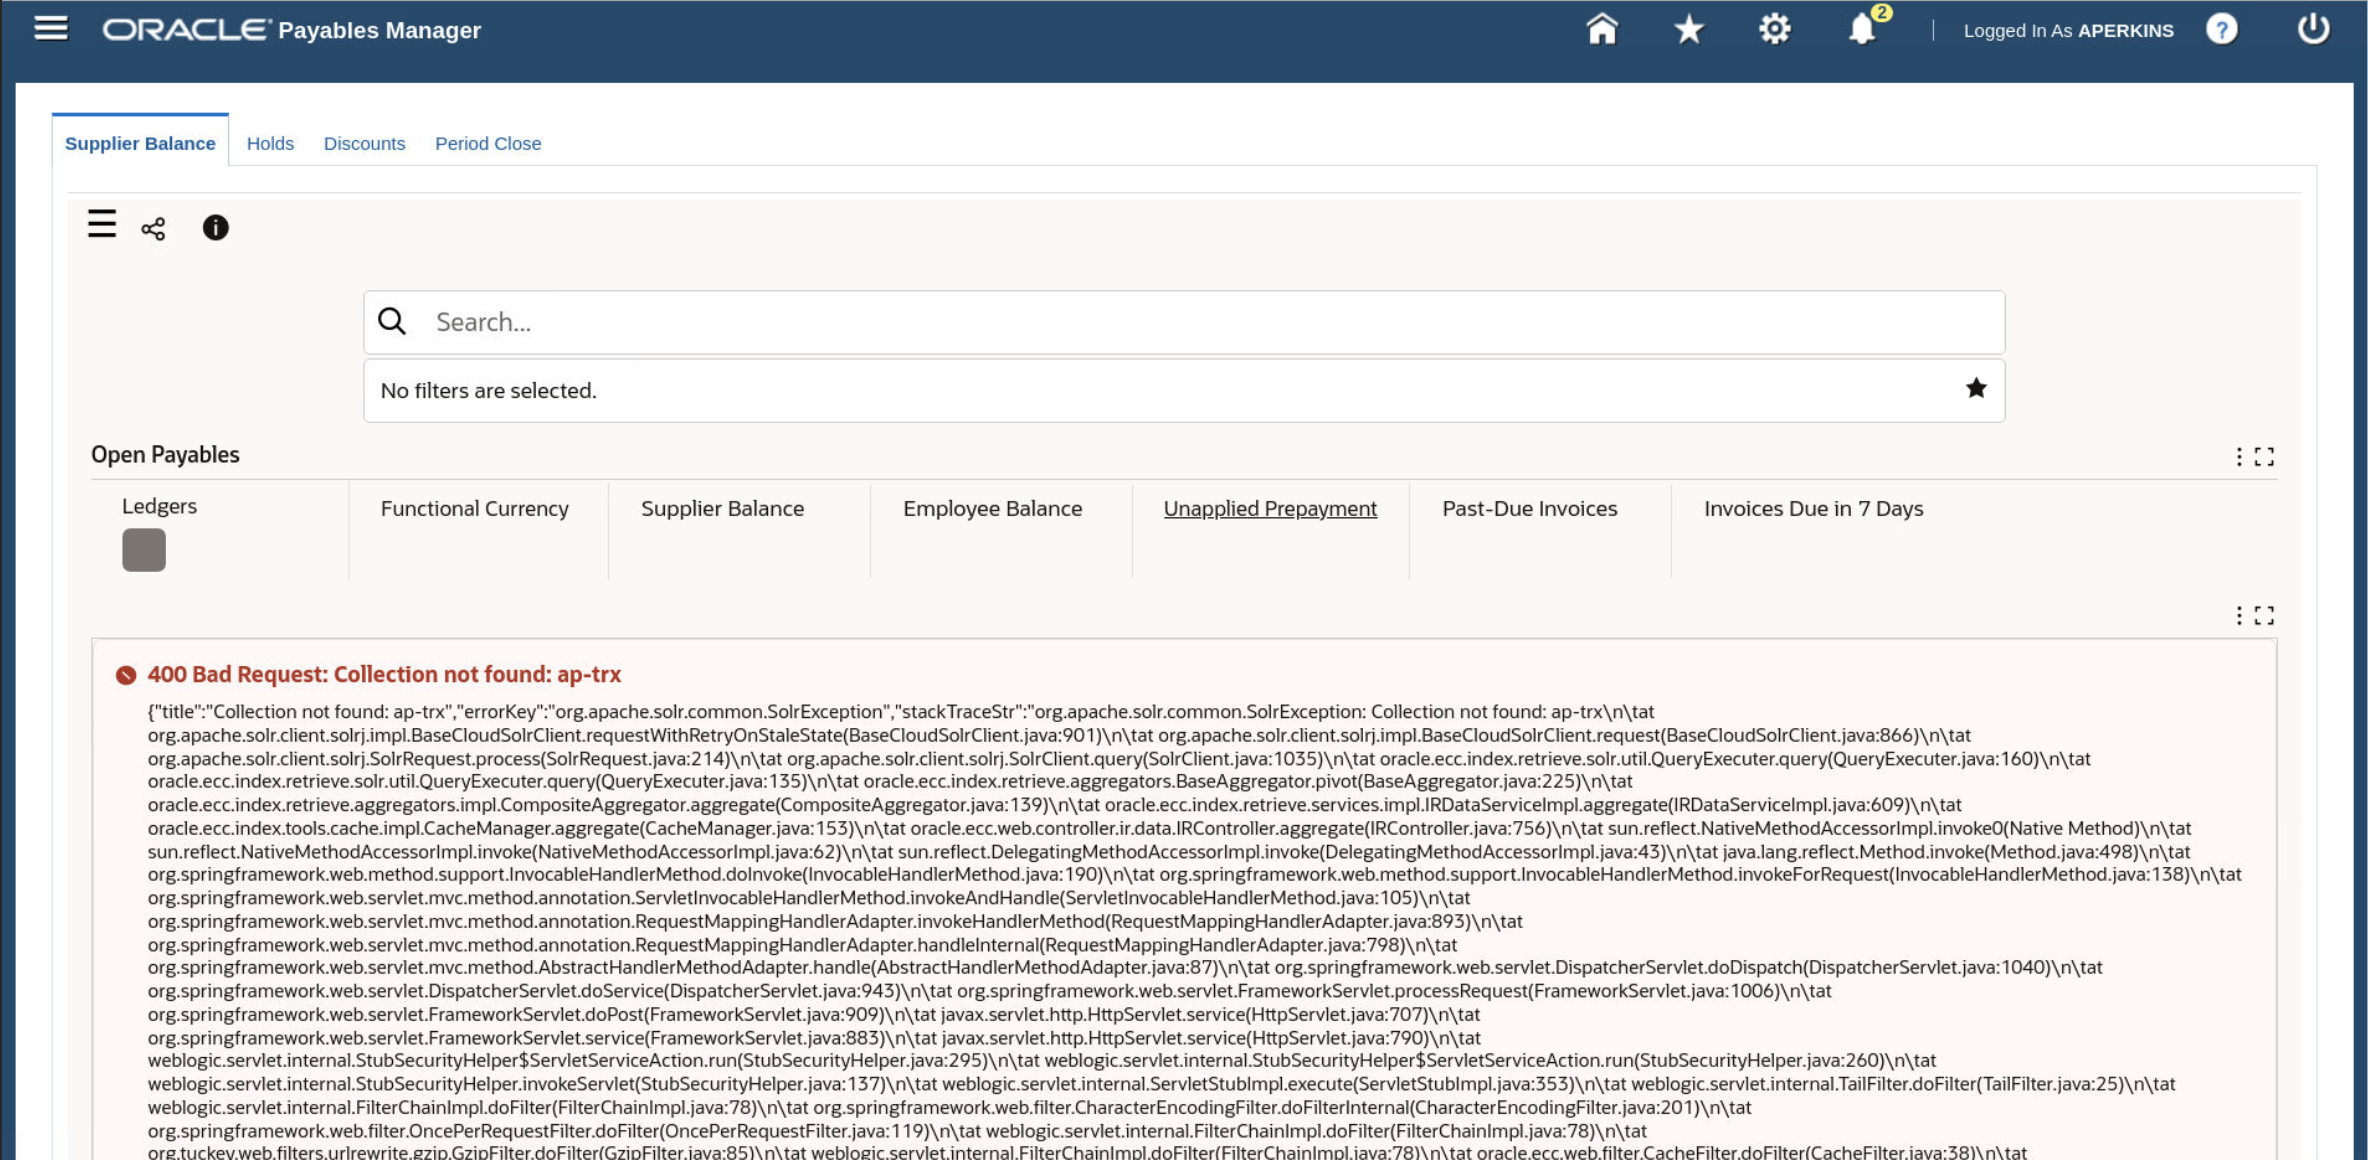 ORACLE Payables Manager
2
Logged In As APERKINS
?
Supplier Balance Holds Discounts Period Close
Search...
No filters are selected.
Open Payables
Ledgers Functional Currency Supplier Balance Employee Balance Unapplied Prepayment Past-Due Invoices Invoices Due in 7 Days
400 Bad Request: Collection not found: ap-trx
{"title":"Collection not found: ap-trx","errorKey":"org.apache.solr.common.SolrException","stackTraceStr":"org.apache.solr.common.SolrException: Collection not found: ap-trx\n\tat
org.apache.solr.client.solrj.impl.BaseCloudSolrClient.requestWithRetryOnStaleState(BaseCloudSolrClient.java:901)\n\tat org.apache.solr.client.solrj.impl.BaseCloudSolrClient.request(BaseCloudSolrClient.java:866)\n\tat
org.apache.solr.client.solrj.SolrRequest.process(SolrRequest.java:214)\n\tat org.apache.solr.client.solrj.SolrClient.query(SolrClient.java:1035)\n\tat oracle.ecc.index.retrieve.solr.util.QueryExecuter.query(QueryExecuter.java:160)\n\tat
oracle.ecc.index.retrieve.solr.util.QueryExecuter.query(QueryExecuter.java:135)\n\tat oracle.ecc.index.retrieve.aggregators.BaseAggregator.pivot(BaseAggregator.java:225)\n\tat
oracle.ecc.index.retrieve.aggregators.impl.CompositeAggregator.aggregate(CompositeAggregator.java:139)\n\tat oracle.ecc.index.retrieve.services.impl.IRDataServiceImpl.aggregate(IRDataServiceImpl.java:609)\n\tat
oracle.ecc.index.tools.cache.impl.CacheManager.aggregate(CacheManager.java:153)\n\tat oracle.ecc.web.controller.ir.data.IRController.aggregate(IRController.java:756)\n\tat sun.reflect.NativeMethodAccessorImpl.invoke0(Native Method)\n\tat
sun.reflect.NativeMethodAccessorImpl.invoke(NativeMethodAccessorImpl.java:62)\n\tat sun.reflect.DelegatingMethodAccessorImpl.invoke(DelegatingMethodAccessorImpl.java:43)\n\tat java.lang.reflect.Method.invoke(Method.java:498)\n\tat
org.springframework.web.method.support.InvocableHandlerMethod.doInvoke(InvocableHandlerMethod.java:190)\n\tat org.springframework.web.method.support.InvocableHandlerMethod.invokeForRequest(InvocableHandlerMethod.java:138)\n\tat
org.springframework.web.servlet.mvc.method.annotation.ServletInvocableHandlerMethod.invokeAndHandle(ServletInvocableHandlerMethod.java:105)\n\tat
org.springframework.web.servlet.mvc.method.annotation.RequestMappingHandlerAdapter.invokeHandlerMethod(RequestMappingHandlerAdapter.java:893)\n\tat
org.springframework.web.servlet.mvc.method.annotation.RequestMappingHandlerAdapter.handleInternal(RequestMappingHandlerAdapter.java:798)\n\tat
org.springframework.web.servlet.mvc.method.AbstractHandlerMethodAdapter.handle(AbstractHandlerMethodAdapter.java:87)\n\tat org.springframework.web.servlet.DispatcherServlet.doDispatch(DispatcherServlet.java:1040)\n\tat
org.springframework.web.servlet.DispatcherServlet.doService(DispatcherServlet.java:943)\n\tat org.springframework.web.servlet.FrameworkServlet.processRequest(FrameworkServlet.java:1006)\n\tat
org.springframework.web.servlet.FrameworkServlet.doPost(FrameworkServlet.java:909)\n\tat javax.servlet.http.HttpServlet.service(HttpServlet.java:707)\n\tat
org.springframework.web.servlet.FrameworkServlet.service(FrameworkServlet.java:883)\n\tat javax.servlet.http.HttpServlet.service(HttpServlet.java:790)\n\tat
weblogic.servlet.internal.StubSecurityHelper$ServletServiceAction.run(StubSecurityHelper.java:295)\n\tat weblogic.servlet.internal.StubSecurityHelper$ServletServiceAction.run(StubSecurityHelper.java:260)\n\tat
weblogic.servlet.internal.StubSecurityHelper.invokeServlet(StubSecurityHelper.java:137)\n\tat weblogic.servlet.internal.ServletStubImpl.execute(ServletStubImpl.java:353)\n\tat weblogic.servlet.internal.TailFilter.doFilter(TailFilter.java:25)\n\tat
weblogic.servlet.internal.FilterChainImpl.doFilter(FilterChainImpl.java:78)\n\tat org.springframework.web.filter.CharacterEncodingFilter.doFilterInternal(CharacterEncodingFilter.java:201)\n\tat
org.springframework.web.filter.OncePerRequestFilter.doFilter(OncePerRequestFilter.java:119)\n\tat weblogic.servlet.internal.FilterChainImpl.doFilter(FilterChainImpl.java:78)\n\tat
org.tuckey.web.filters.urlrewrite.gzip.GzipFilter.doFilter(GzipFilter.java:85)\n\tat weblogic.servlet.internal.FilterChainImpl.doFilter(FilterChainImpl.java:78)\n\tat oracle.ecc.web.filter.CacheFilter.doFilter(CacheFilter.java:38)\n\tat